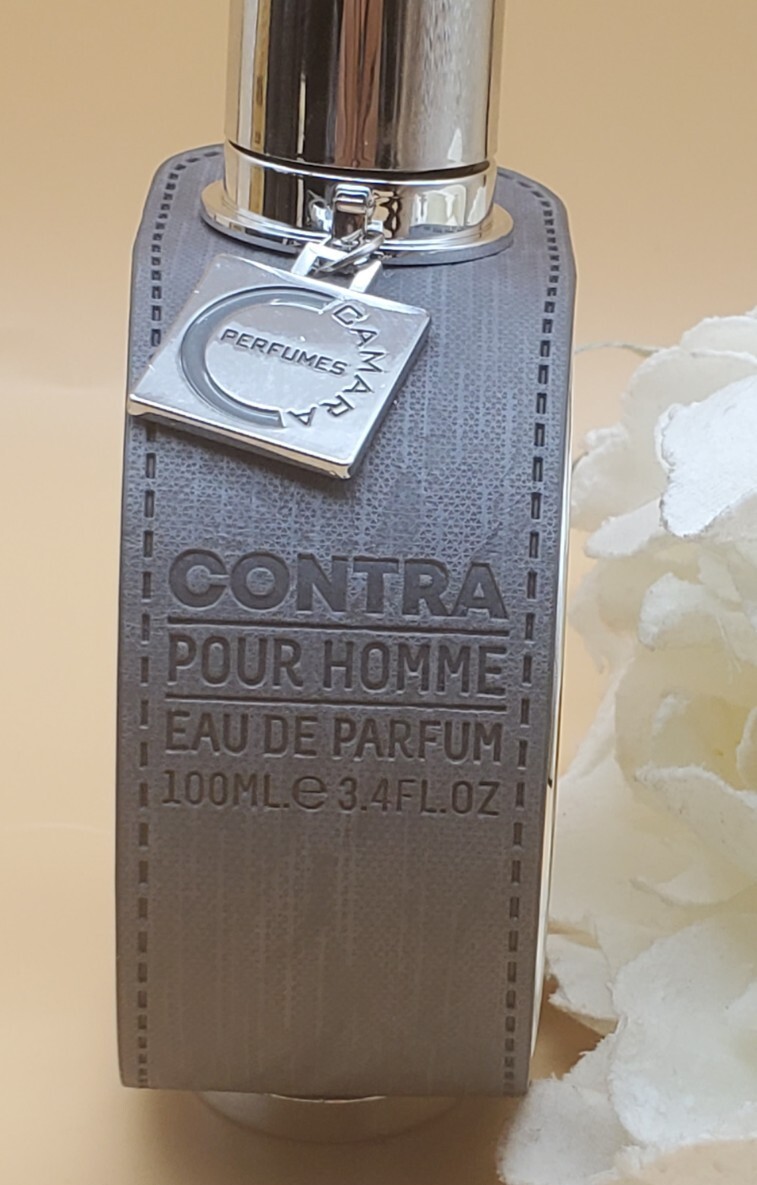 CAMARA
PERFUMES
CONTRA
POUR HOMME
EAU DE PARFUM
100ML.e 3.4FL.OZ